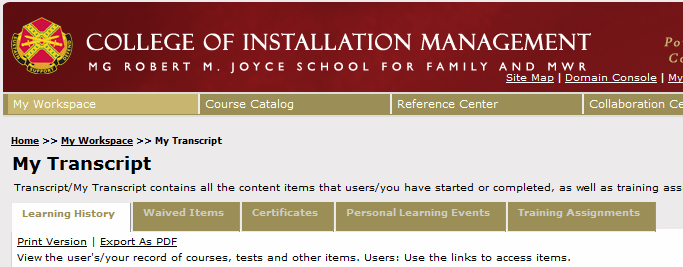 COLLEGE OF INSTALLATION MANAGEMENT
MG ROBERT M. JOYCE SCHOOL FOR FAMILY AND MWR
Site Map | Domain Console | My
My Workspace Course Catalog Reference Center Collaboration Ce
Home >> My Workspace >> My Transcript
My Transcript
Transcript/My Transcript contains all the content items that users/you have started or completed, as well as training ass
Learning History Waived Items Certificates Personal Learning Events Training Assignments
Print Version | Export As PDF
View the user's/your record of courses, tests and other items. Users: Use the links to access items.